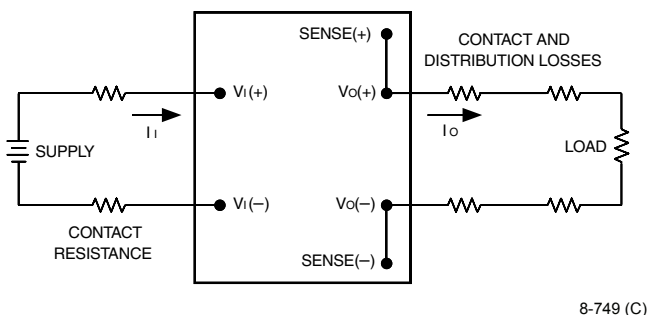 SENSE(+)
CONTACT AND
DISTRIBUTION LOSSES
VI(+)
VO(+)
II
IO
SUPPLY
LOAD
VI(–)
VO(–)
CONTACT
RESISTANCE
SENSE(–)
8-749 (C)